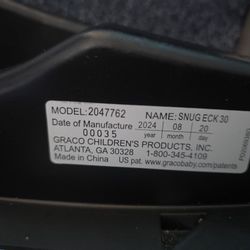 MODEL: 2047762 NAME: SNUG ECK 30
Date of Manufacture 2024 08 20
00035 year month day
GRACO CHILDREN'S PRODUCTS, INC.
ATLANTA, GA 30328 1-800-345-4109
Made in China US pat. www.gracobaby.com/patents